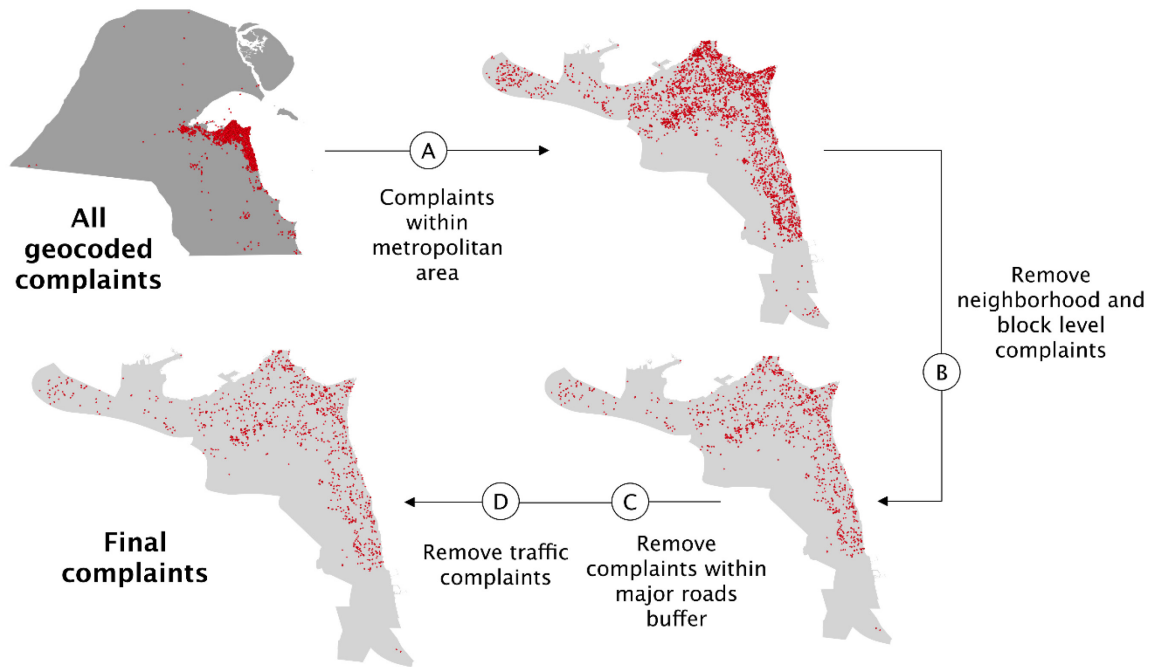 All
geocoded
complaints
A
Complaints
within
metropolitan
area
Remove
neighborhood and
block level
complaints
B
C
Remove
complaints within
major roads
buffer
D
Remove traffic
complaints
Final
complaints